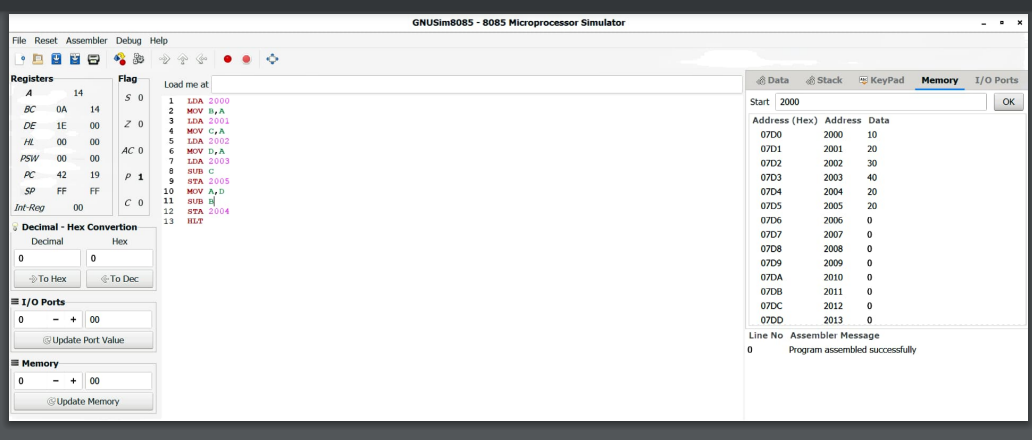 GNUSim8085 - 8085 Microprocessor Simulator
File Reset Assembler Debug Help
Registers
A 14
BC 0A 14
DE 1E 00
HL 00 00
PSW 00 00
PC 42 19
SP FF FF
Int-Reg 00
Flag
S 0
Z 0
AC 0
P 1
C 0
Decimal - Hex Convertion
Decimal Hex
0 0
To Hex To Dec
I/O Ports
0 - + 00
Update Port Value
Memory
0 - + 00
Update Memory
Load me at
1 LDA 2000
2 MOV B,A
3 LDA 2001
4 MOV C,A
5 LDA 2002
6 MOV D,A
7 LDA 2003
8 SUB C
9 STA 2005
10 MOV A,D
11 SUB B
12 STA 2004
13 HLT
Data Stack KeyPad Memory I/O Ports
Start 2000 OK
Address (Hex) Address Data
07D0 2000 10
07D1 2001 20
07D2 2002 30
07D3 2003 40
07D4 2004 20
07D5 2005 20
07D6 2006 0
07D7 2007 0
07D8 2008 0
07D9 2009 0
07DA 2010 0
07DB 2011 0
07DC 2012 0
07DD 2013 0
Line No Assembler Message
0 Program assembled successfully